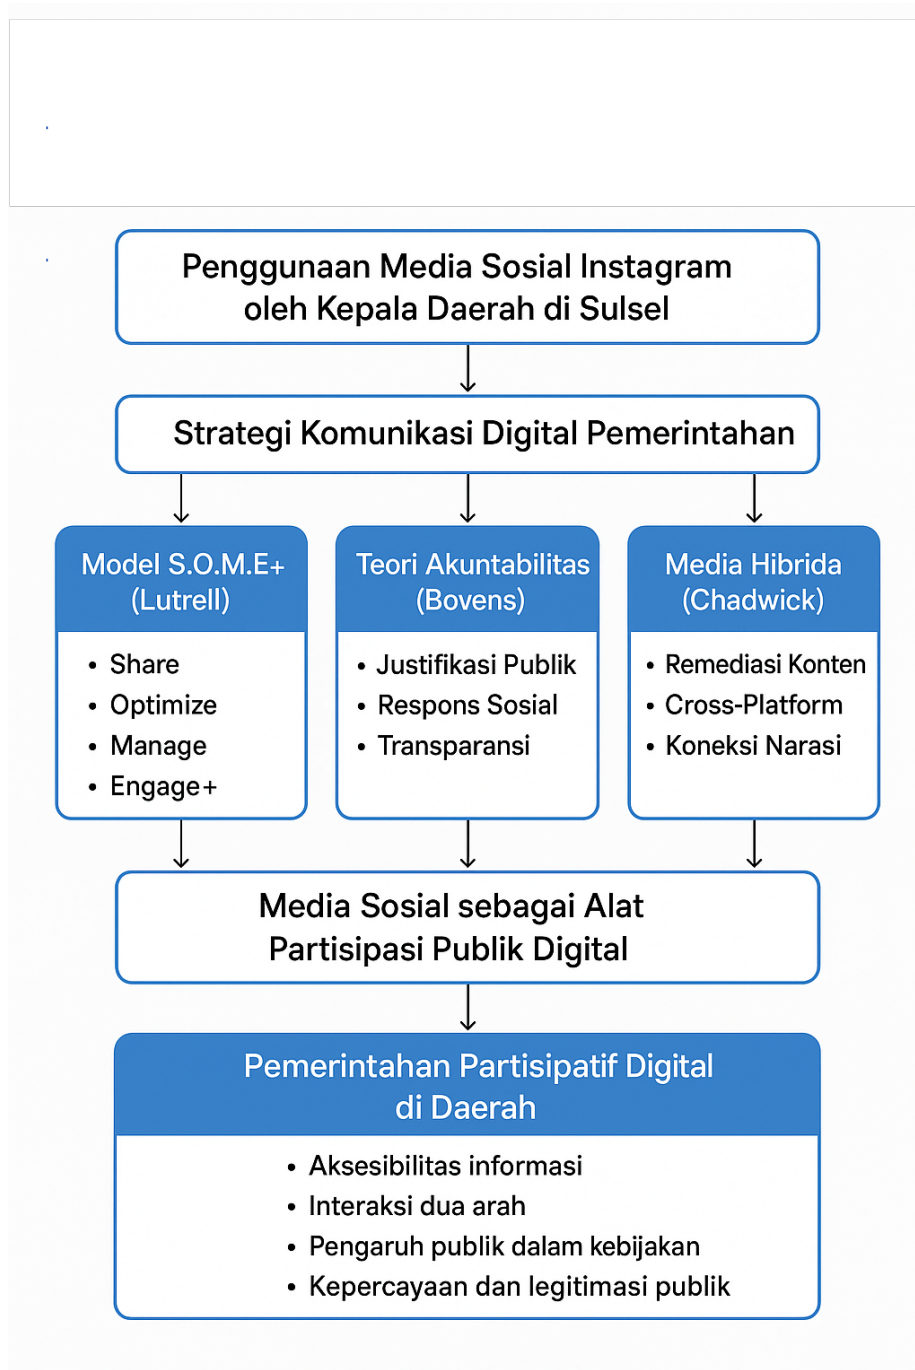 Penggunaan Media Sosial Instagram
oleh Kepala Daerah di Sulsel
Strategi Komunikasi Digital Pemerintahan
Model S.O.M.E+
(Lutrell)
• Share
• Optimize
• Manage
• Engage+
Teori Akuntabilitas
(Bovens)
• Justifikasi Publik
• Respons Sosial
• Transparansi
Media Hibrida
(Chadwick)
• Remediasi Konten
• Cross-Platform
• Koneksi Narasi
Media Sosial sebagai Alat
Partisipasi Publik Digital
Pemerintahan Partisipatif Digital
di Daerah
• Aksesibilitas informasi
• Interaksi dua arah
• Pengaruh publik dalam kebijakan
• Kepercayaan dan legitimasi publik